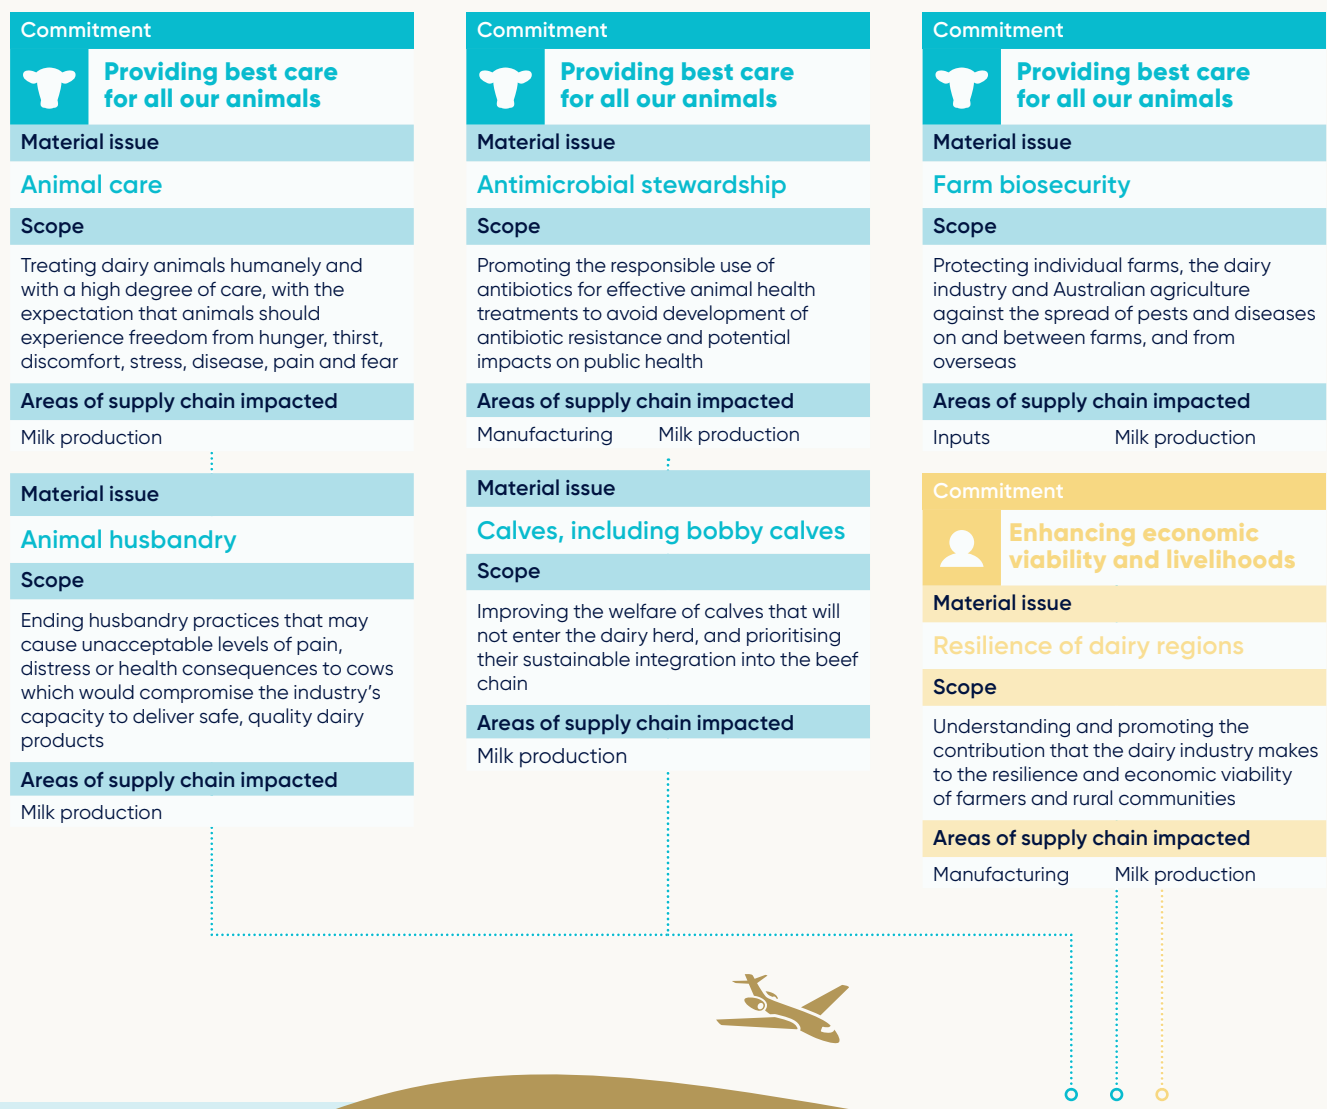 Commitment
Providing best care
for all our animals
Material issue
Animal care
Scope
Treating dairy animals humanely and
with a high degree of care, with the
expectation that animals should
experience freedom from hunger, thirst,
discomfort, stress, disease, pain and fear
Areas of supply chain impacted
Milk production
Material issue
Animal husbandry
Scope
Ending husbandry practices that may
cause unacceptable levels of pain,
distress or health consequences to cows
which would compromise the industry’s
capacity to deliver safe, quality dairy
products
Areas of supply chain impacted
Milk production
Commitment
Providing best care
for all our animals
Material issue
Antimicrobial stewardship
Scope
Promoting the responsible use of
antibiotics for effective animal health
treatments to avoid development of
antibiotic resistance and potential
impacts on public health
Areas of supply chain impacted
Manufacturing Milk production
Material issue
Calves, including bobby calves
Scope
Improving the welfare of calves that will
not enter the dairy herd, and prioritising
their sustainable integration into the beef
chain
Areas of supply chain impacted
Milk production
Commitment
Providing best care
for all our animals
Material issue
Farm biosecurity
Scope
Protecting individual farms, the dairy
industry and Australian agriculture
against the spread of pests and diseases
on and between farms, and from
overseas
Areas of supply chain impacted
Inputs Milk production
Commitment
Enhancing economic
viability and livelihoods
Material issue
Resilience of dairy regions
Scope
Understanding and promoting the
contribution that the dairy industry makes
to the resilience and economic viability
of farmers and rural communities
Areas of supply chain impacted
Manufacturing Milk production